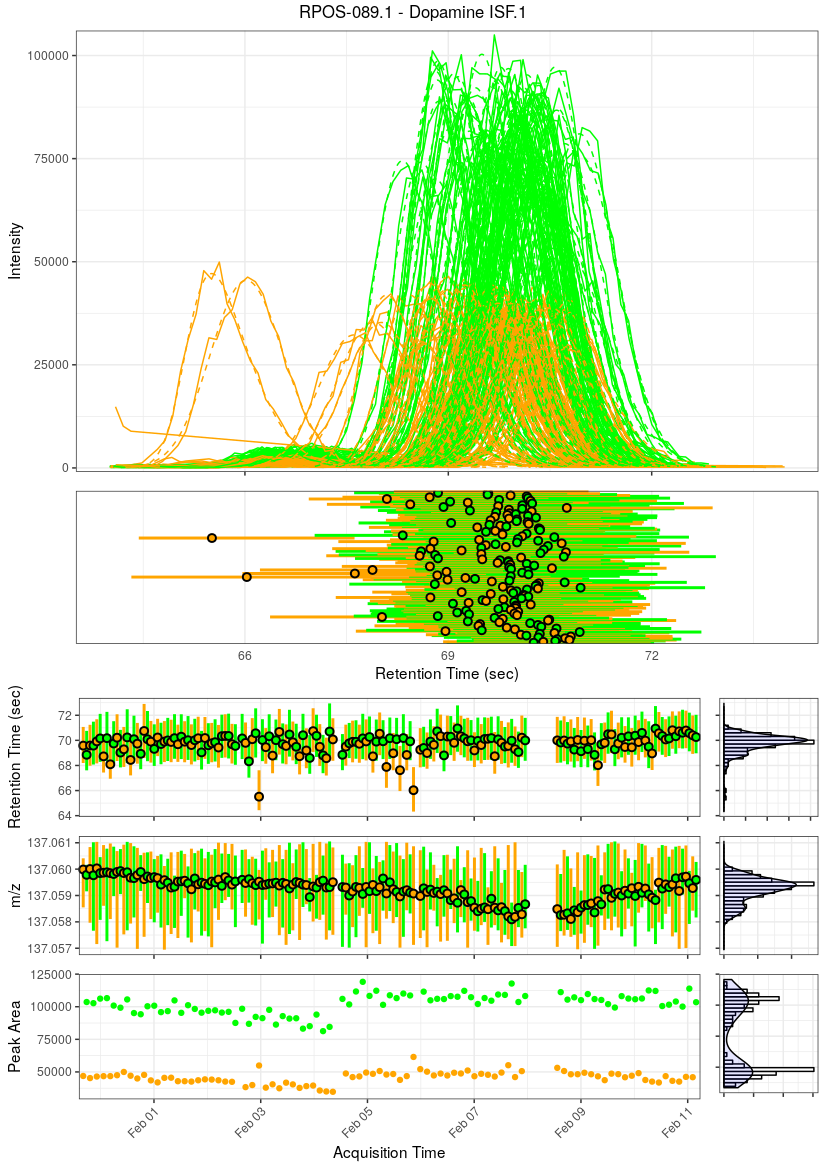 RPOS-089.1 - Dopamine ISF.1
100000
75000
50000
25000
0
Intensity
66
69
72
Retention Time (sec)
72
70
68
66
64
Retention Time (sec)
137.061
137.060
137.059
137.058
137.057
m/z
125000
100000
75000
50000
Peak Area
Feb 01
Feb 03
Feb 05
Feb 07
Feb 09
Feb 11
Acquisition Time